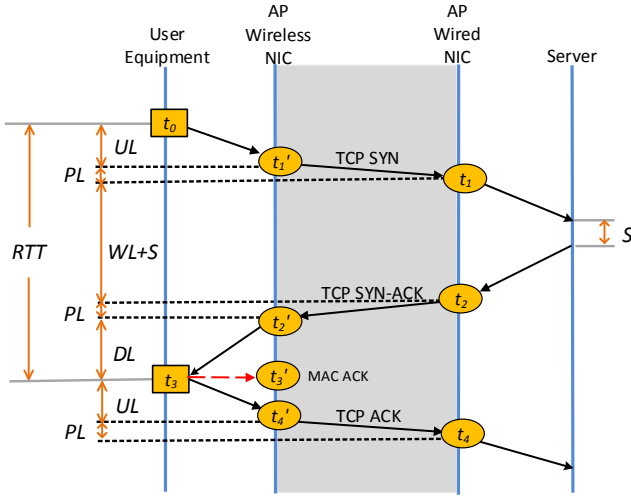 User
Equipment
AP
Wireless
NIC
AP
Wired
NIC
Server
t0
UL
t1'
TCP SYN
PL
t1
S
RTT
WL+S
TCP SYN-ACK
t2
PL
t2'
DL
t3
t3'
MAC ACK
UL
t4'
TCP ACK
PL
t4